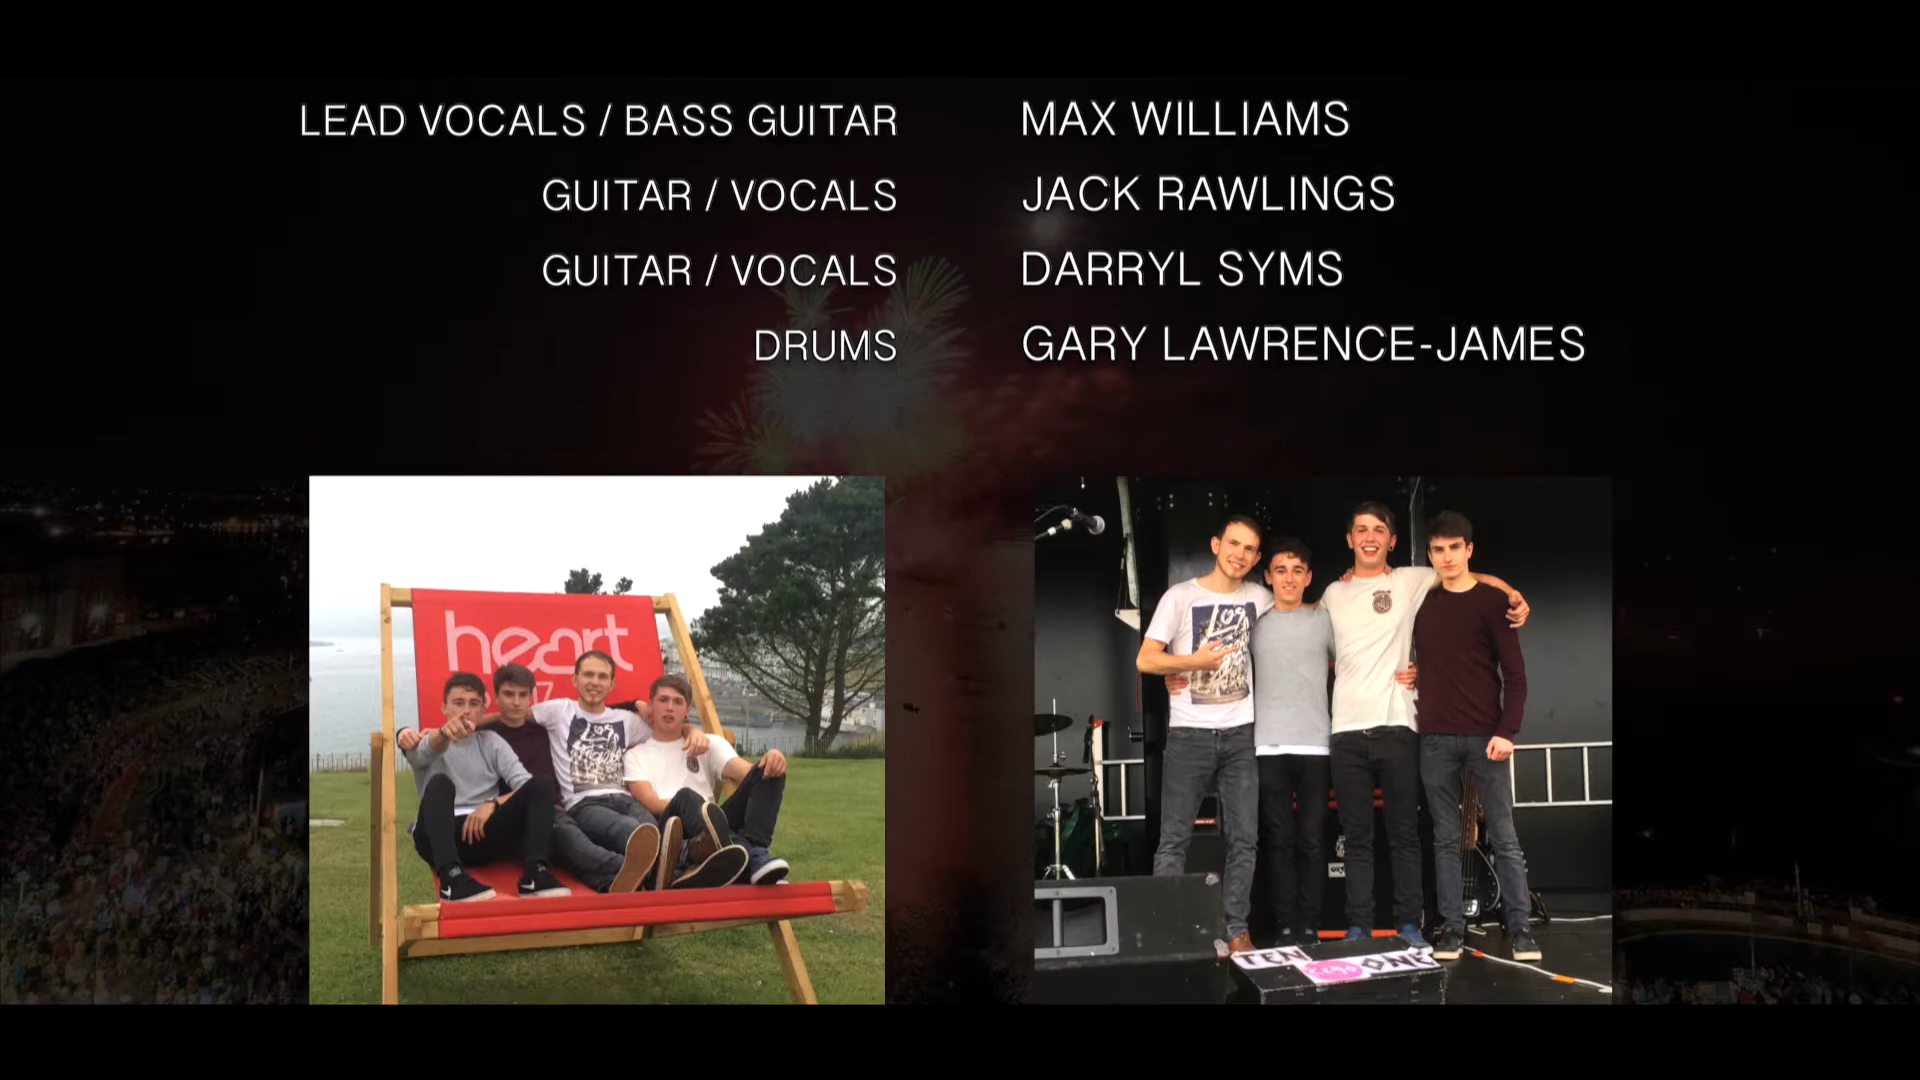 LEAD VOCALS / BASS GUITAR MAX WILLIAMS
GUITAR / VOCALS JACK RAWLINGS
GUITAR / VOCALS DARRYL SYMS
DRUMS GARY LAWRENCE-JAMES
heart
TEN
ZERO
ONE